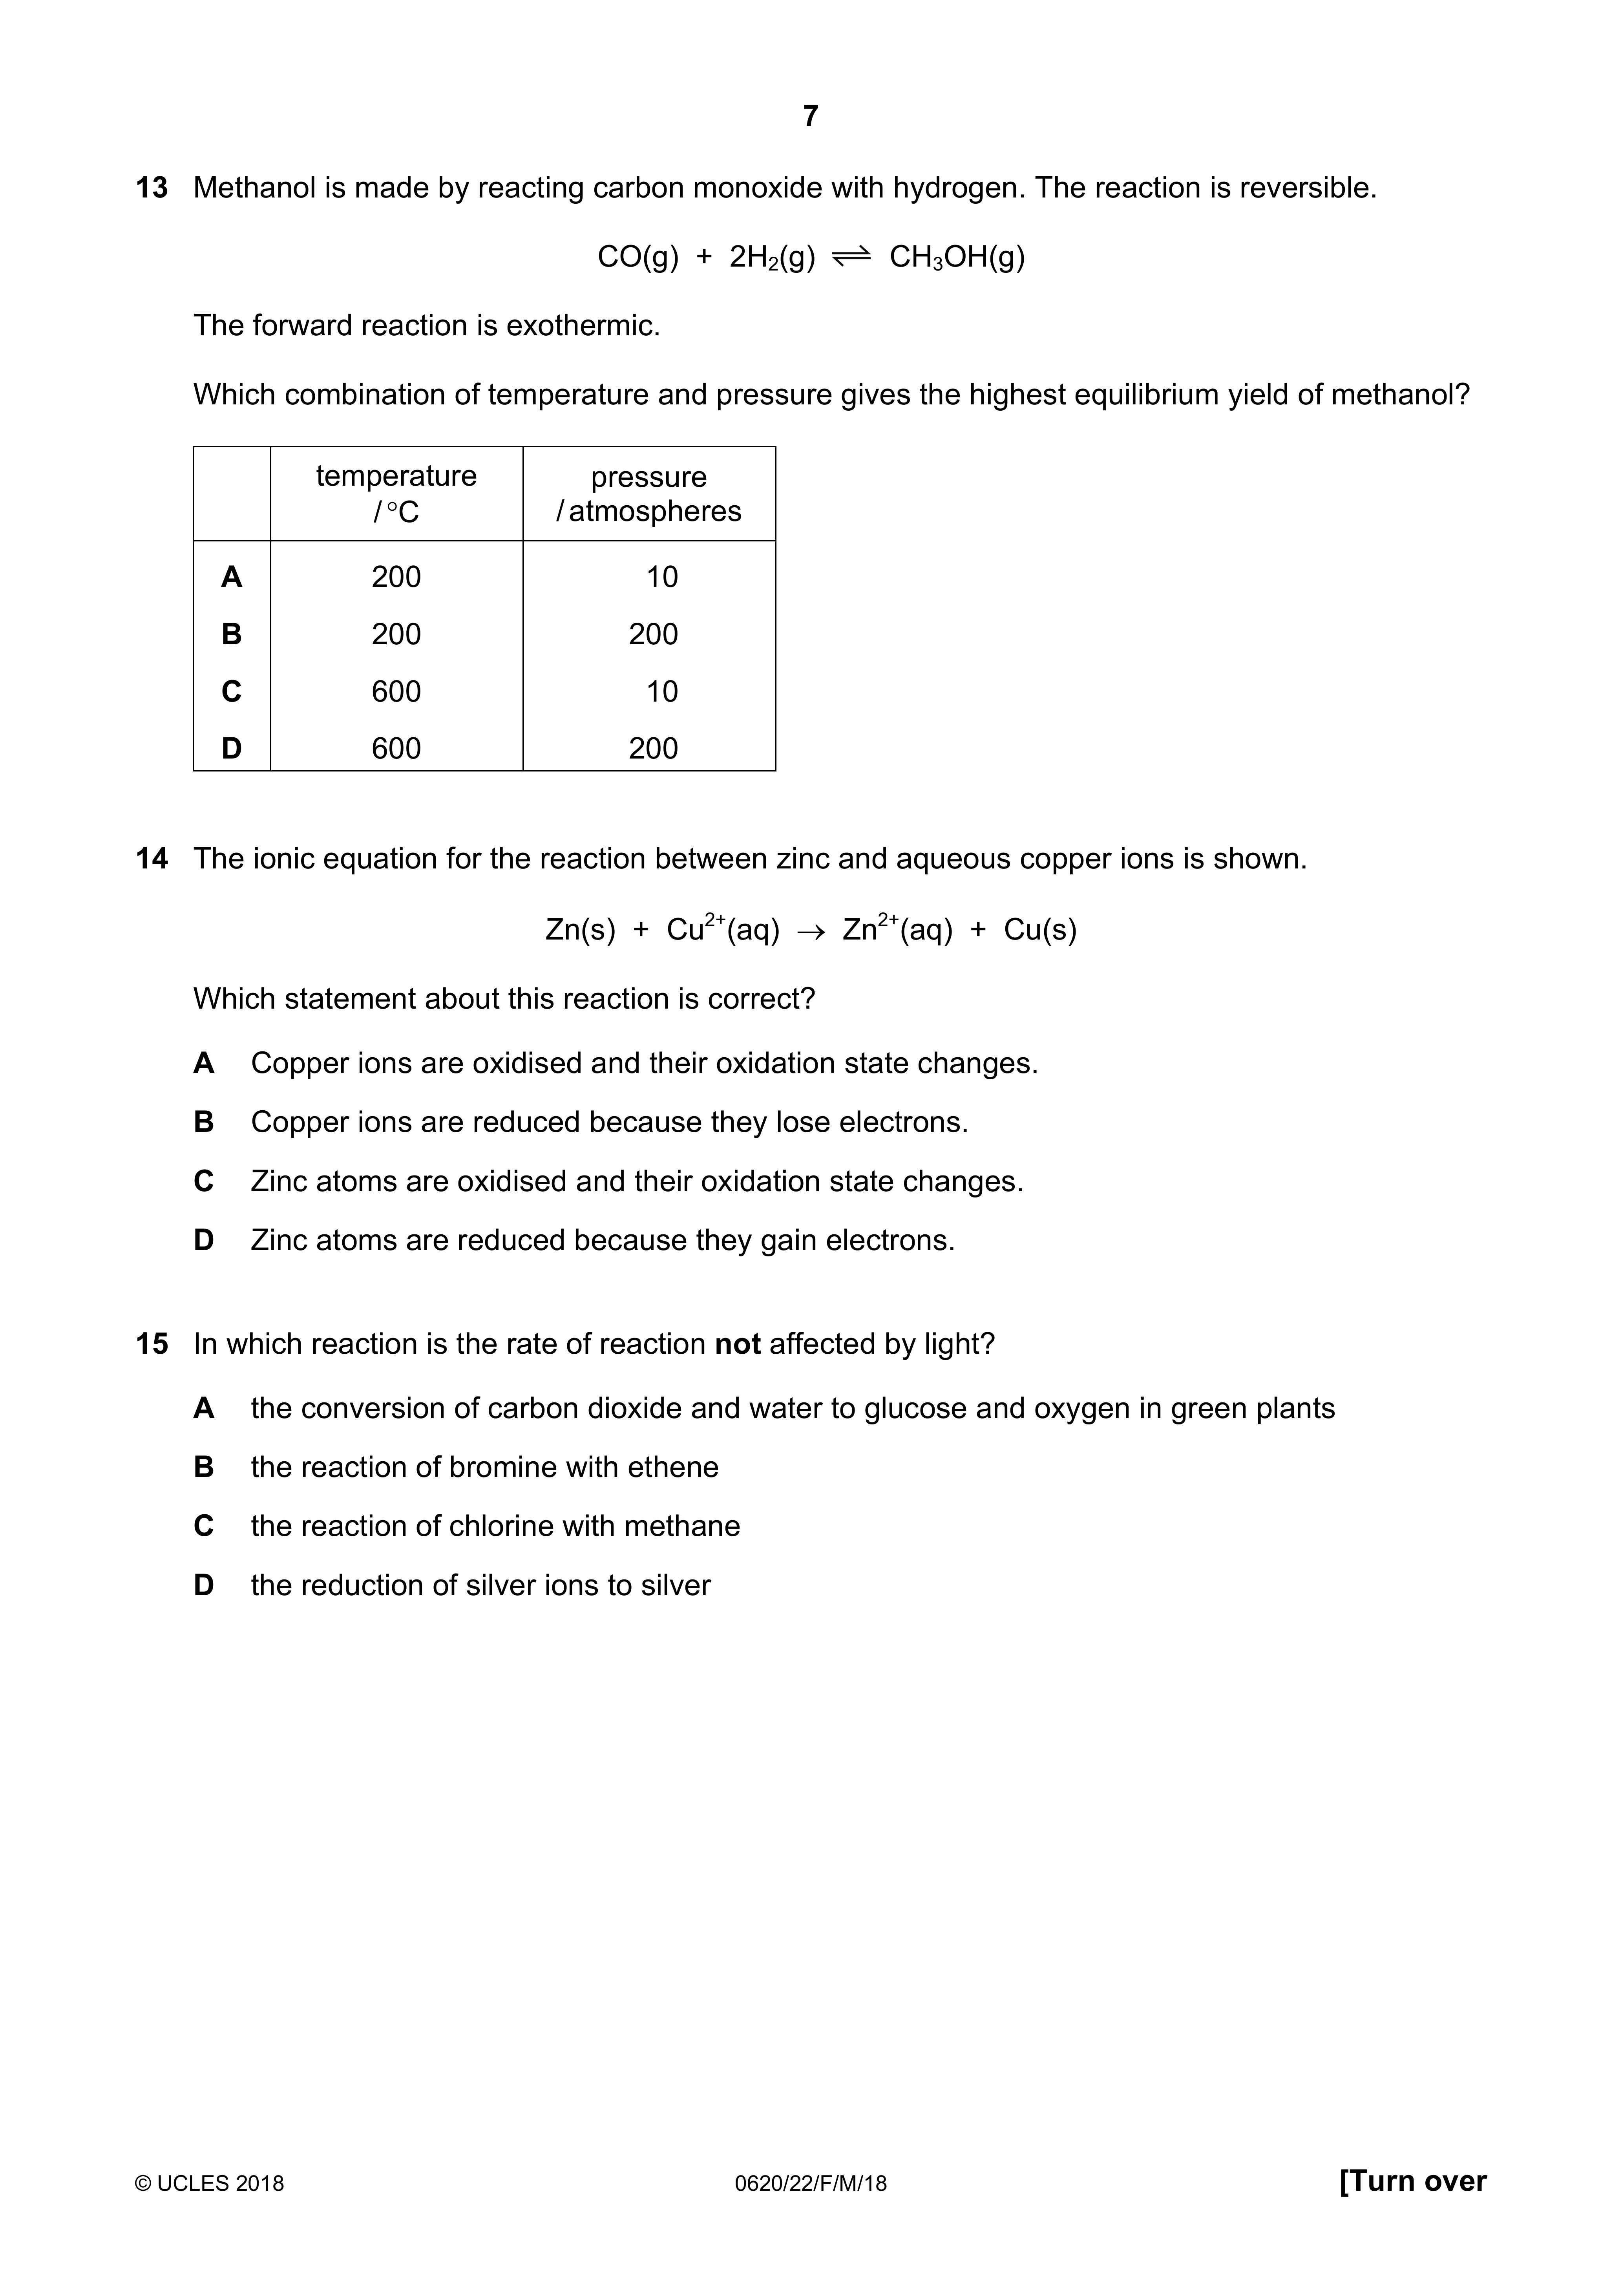 7
13 Methanol is made by reacting carbon monoxide with hydrogen. The reaction is reversible.
CO(g) + 2H₂(g) ⇌ CH₃OH(g)
The forward reaction is exothermic.
Which combination of temperature and pressure gives the highest equilibrium yield of methanol?
temperature / °C pressure / atmospheres
A 200 10
B 200 200
C 600 10
D 600 200
14 The ionic equation for the reaction between zinc and aqueous copper ions is shown.
Zn(s) + Cu²⁺(aq) → Zn²⁺(aq) + Cu(s)
Which statement about this reaction is correct?
A Copper ions are oxidised and their oxidation state changes.
B Copper ions are reduced because they lose electrons.
C Zinc atoms are oxidised and their oxidation state changes.
D Zinc atoms are reduced because they gain electrons.
15 In which reaction is the rate of reaction not affected by light?
A the conversion of carbon dioxide and water to glucose and oxygen in green plants
B the reaction of bromine with ethene
C the reaction of chlorine with methane
D the reduction of silver ions to silver
© UCLES 2018 0620/22/F/M/18 [Turn over